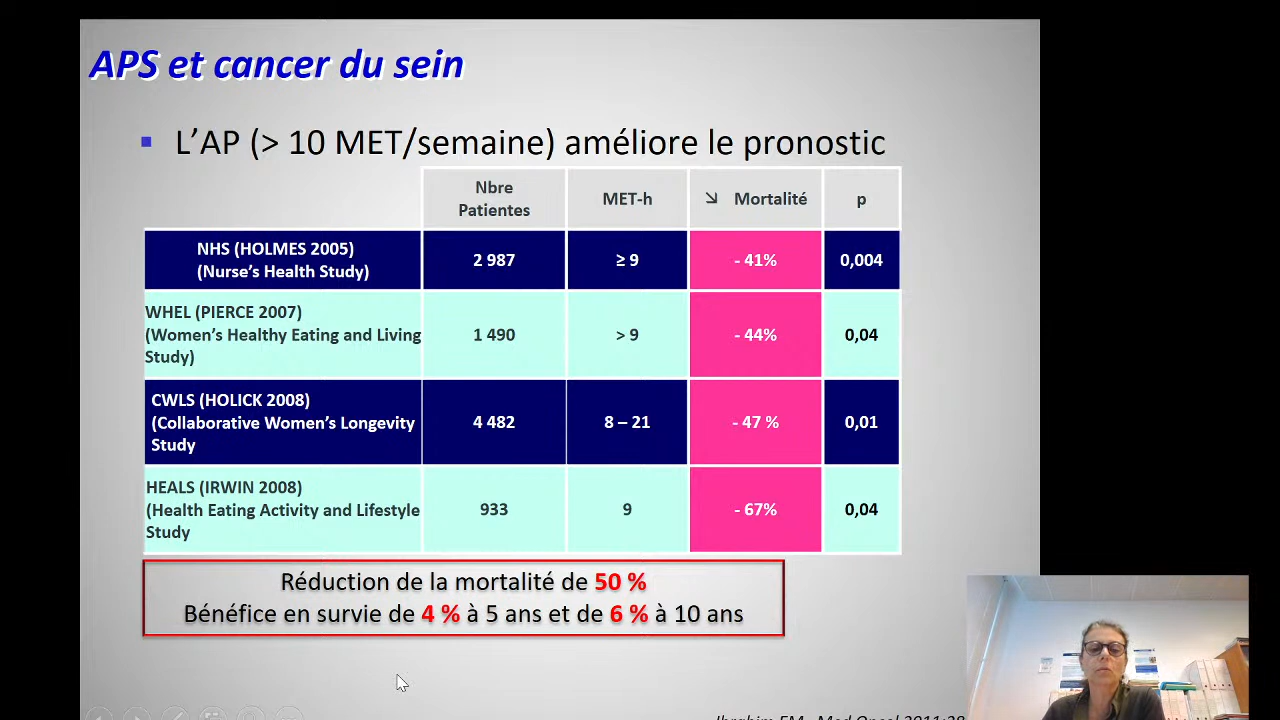 APS et cancer du sein
▪ L’AP (> 10 MET/semaine) améliore le pronostic
Nbre
Patientes
MET-h
↘ Mortalité
p
NHS (HOLMES 2005)
(Nurse’s Health Study)
2 987
≥ 9
- 41%
0,004
WHEL (PIERCE 2007)
(Women’s Healthy Eating and Living
Study)
1 490
> 9
- 44%
0,04
CWLS (HOLICK 2008)
(Collaborative Women’s Longevity
Study
4 482
8 – 21
- 47 %
0,01
HEALS (IRWIN 2008)
(Health Eating Activity and Lifestyle
Study
933
9
- 67%
0,04
Réduction de la mortalité de 50 %
Bénéfice en survie de 4 % à 5 ans et de 6 % à 10 ans
Ibrahim EM. Med Oncol 2011;28